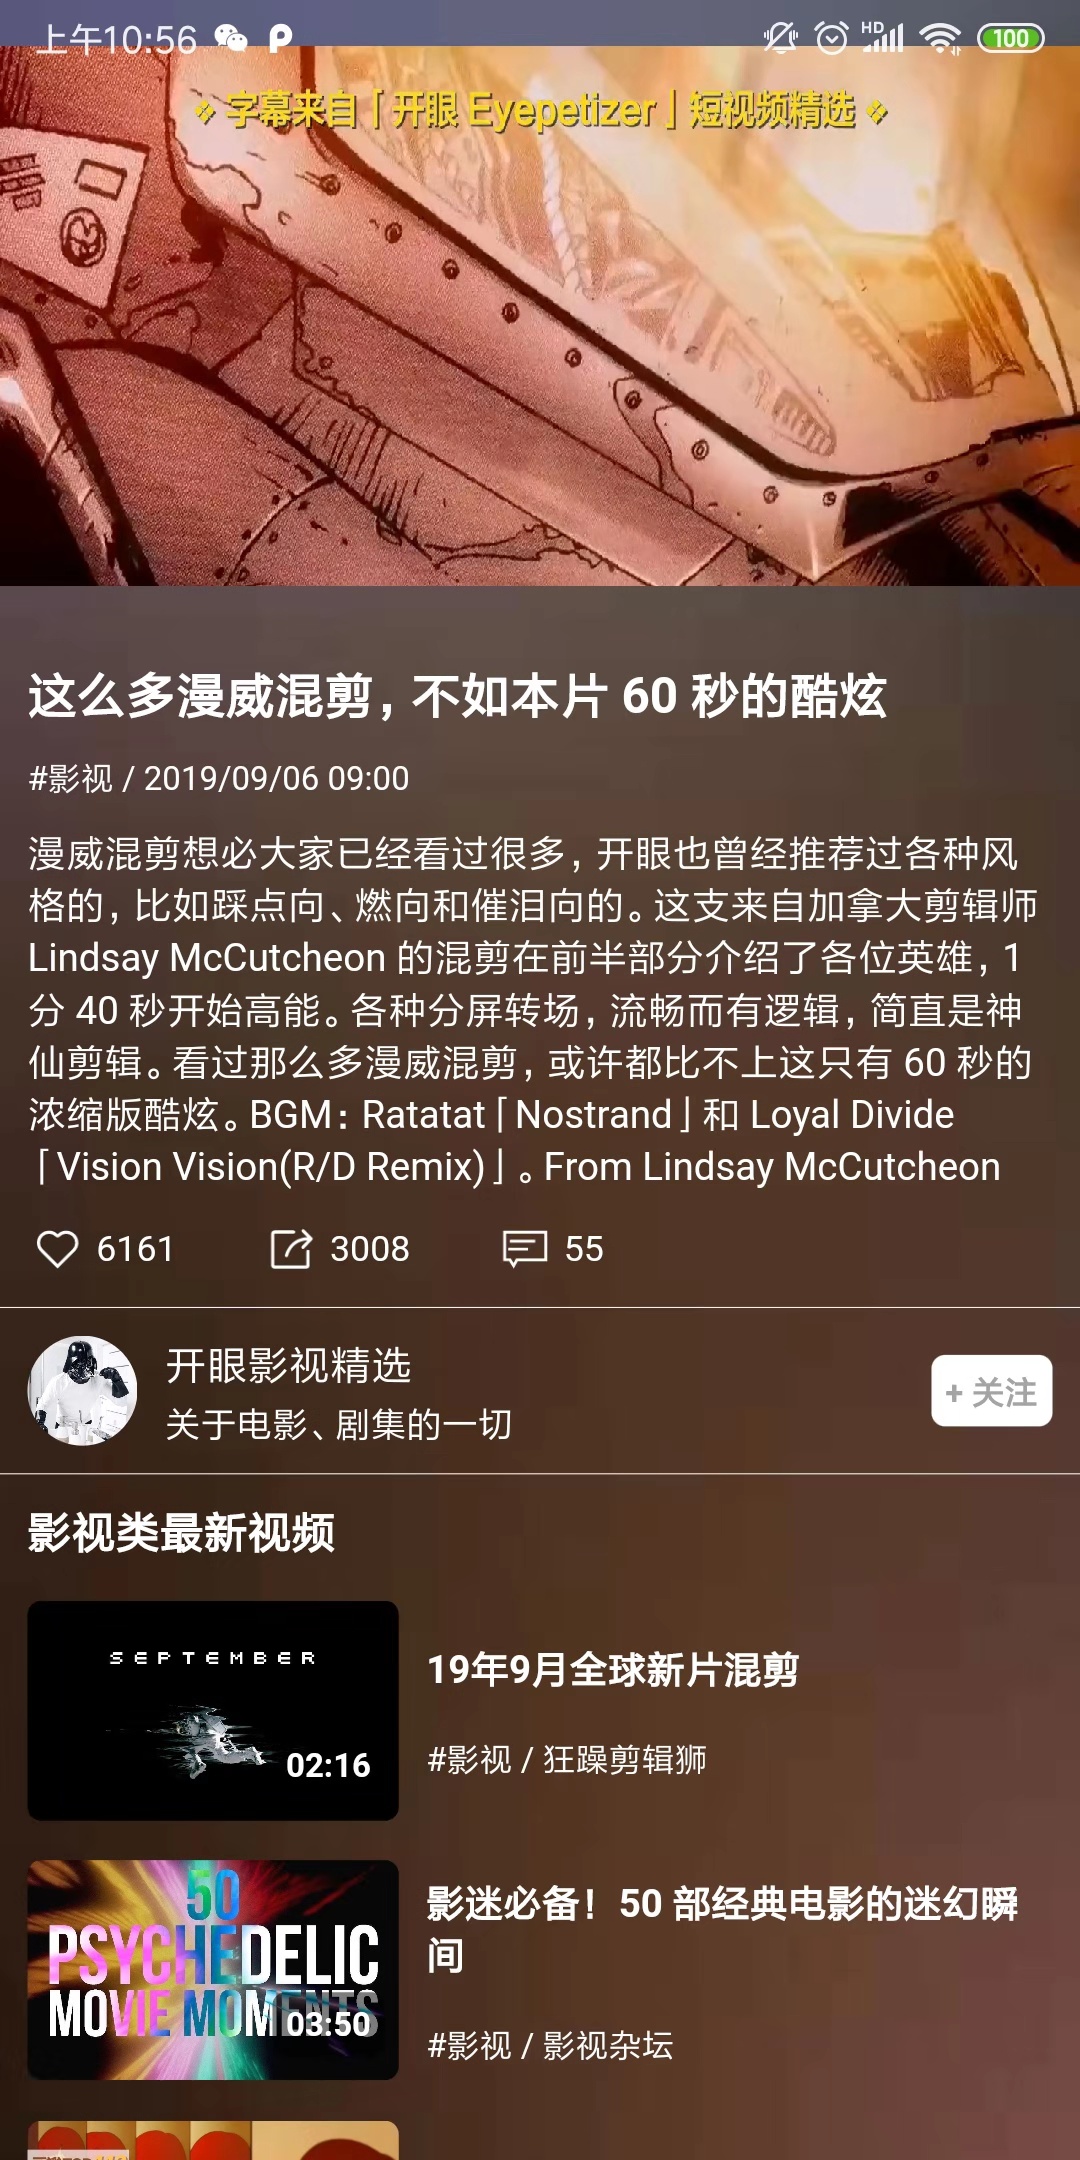 上午10:56
HD
100
❖ 字幕来自「开眼 Eyepetizer」短视频精选 ❖
这么多漫威混剪，不如本片 60 秒的酷炫
#影视 / 2019/09/06 09:00
漫威混剪想必大家已经看过很多，开眼也曾经推荐过各种风
格的，比如踩点向、燃向和催泪向的。这支来自加拿大剪辑师
Lindsay McCutcheon 的混剪在前半部分介绍了各位英雄，1
分 40 秒开始高能。各种分屏转场，流畅而有逻辑，简直是神
仙剪辑。看过那么多漫威混剪，或许都比不上这只有 60 秒的
浓缩版酷炫。BGM：Ratatat「Nostrand」和 Loyal Divide
「Vision Vision(R/D Remix)」。From Lindsay McCutcheon
6161
3008
55
开眼影视精选
关于电影、剧集的一切
+ 关注
影视类最新视频
SEPTEMBER
02:16
19年9月全球新片混剪
#影视 / 狂躁剪辑狮
50
PSYCHEDELIC
MOVIE MOMENTS
03:50
影迷必备！50 部经典电影的迷幻瞬
间
#影视 / 影视杂坛